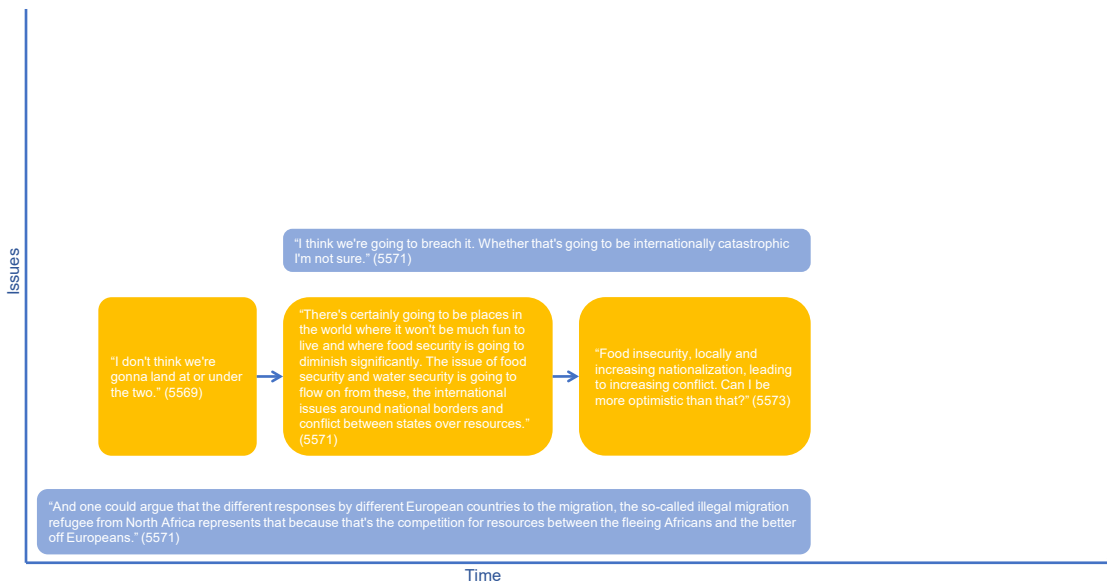 Issues
“I think we're going to breach it. Whether that's going to be internationally catastrophic
I'm not sure.” (5571)
“I don't think we're
gonna land at or under
the two.” (5569)
“There's certainly going to be places in
the world where it won't be much fun to
live and where food security is going to
diminish significantly. The issue of food
security and water security is going to
flow on from these, the international
issues around national borders and
conflict between states over resources.”
(5571)
“Food insecurity, locally and
increasing nationalization, leading
to increasing conflict. Can I be
more optimistic than that?” (5573)
“And one could argue that the different responses by different European countries to the migration, the so-called illegal migration
refugee from North Africa represents that because that's the competition for resources between the fleeing Africans and the better
off Europeans.” (5571)
Time